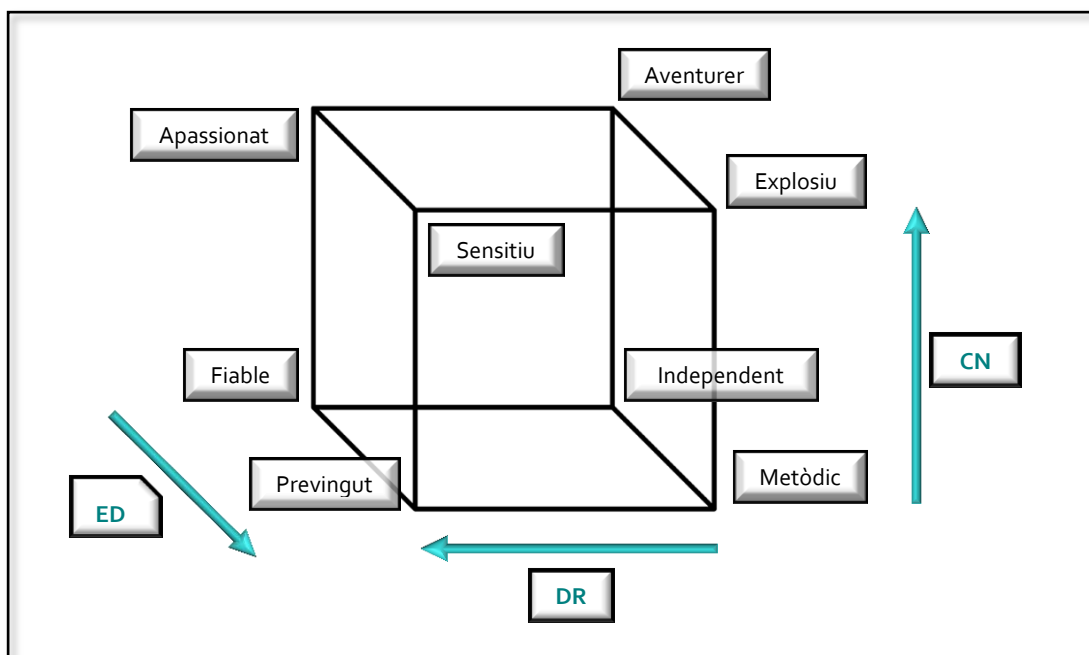 Aventurer
Apassionat
Explosiu
Sensitiu
Fiable
Independent
CN
Previngut
Metòdic
ED
DR